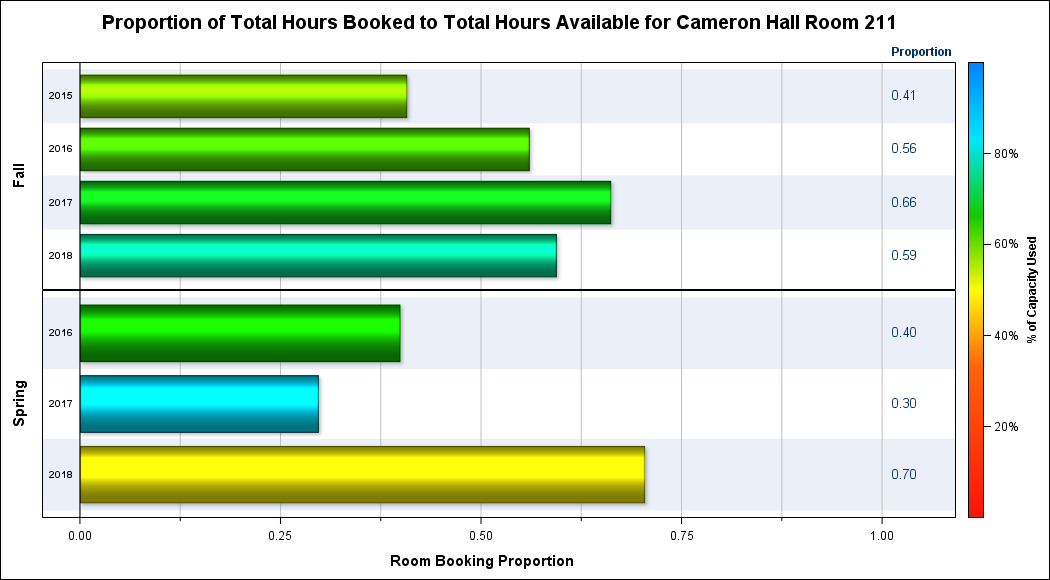 Proportion of Total Hours Booked to Total Hours Available for Cameron Hall Room 211
Proportion
Fall
2015 0.41
2016 0.56
2017 0.66
2018 0.59
Spring
2016 0.40
2017 0.30
2018 0.70
0.00 0.25 0.50 0.75 1.00
Room Booking Proportion
80%
60%
40%
20%
% of Capacity Used